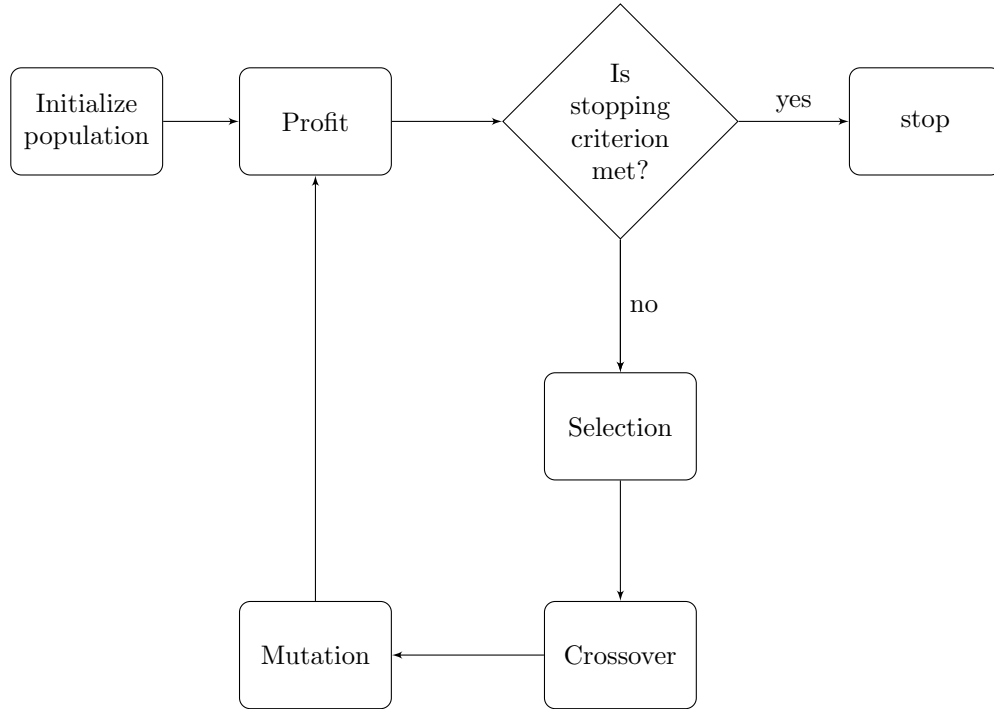 Initialize
population
Profit
Is
stopping
criterion
met?
yes
stop
no
Selection
Mutation
Crossover